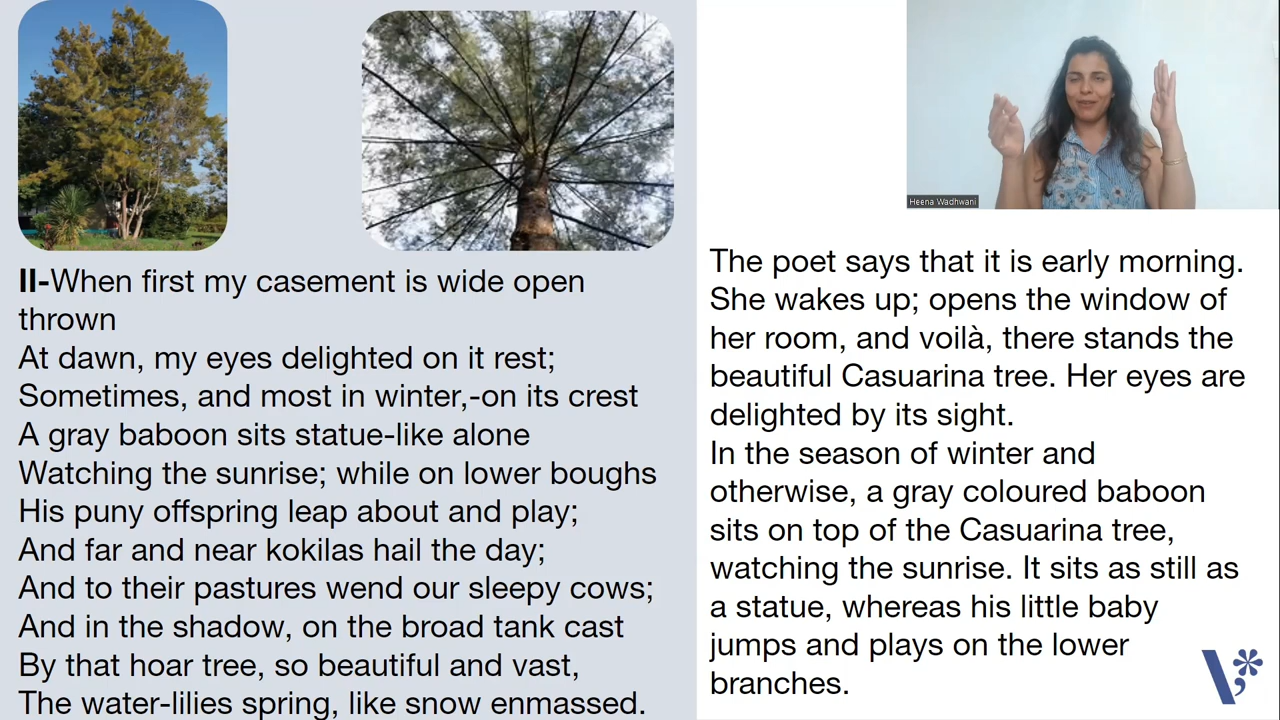 II-When first my casement is wide open
thrown
At dawn, my eyes delighted on it rest;
Sometimes, and most in winter,-on its crest
A gray baboon sits statue-like alone
Watching the sunrise; while on lower boughs
His puny offspring leap about and play;
And far and near kokilas hail the day;
And to their pastures wend our sleepy cows;
And in the shadow, on the broad tank cast
By that hoar tree, so beautiful and vast,
The water-lilies spring, like snow enmassed.
Heena Wadhwani
The poet says that it is early morning.
She wakes up; opens the window of
her room, and voilà, there stands the
beautiful Casuarina tree. Her eyes are
delighted by its sight.
In the season of winter and
otherwise, a gray coloured baboon
sits on top of the Casuarina tree,
watching the sunrise. It sits as still as
a statue, whereas his little baby
jumps and plays on the lower
branches.